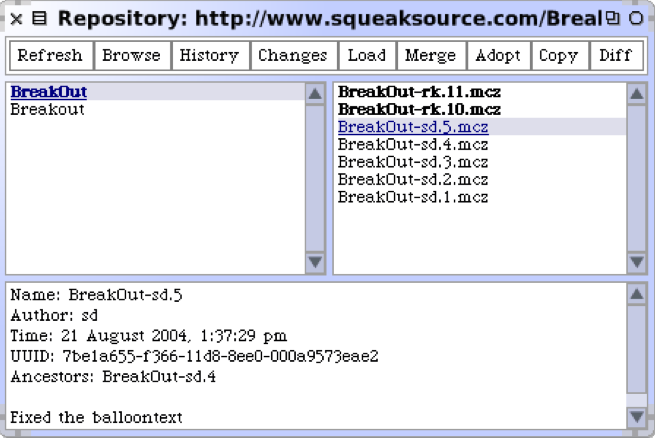 Repository: http://www.squeaksource.com/Breal
Refresh Browse History Changes Load Merge Adopt Copy Diff
BreakOut
Breakout
BreakOut-rk.11.mcz
BreakOut-rk.10.mcz
BreakOut-sd.5.mcz
BreakOut-sd.4.mcz
BreakOut-sd.3.mcz
BreakOut-sd.2.mcz
BreakOut-sd.1.mcz
Name: BreakOut-sd.5
Author: sd
Time: 21 August 2004, 1:37:29 pm
UUID: 7be1a655-f366-11d8-8ee0-000a9573eae2
Ancestors: BreakOut-sd.4
Fixed the balloontext